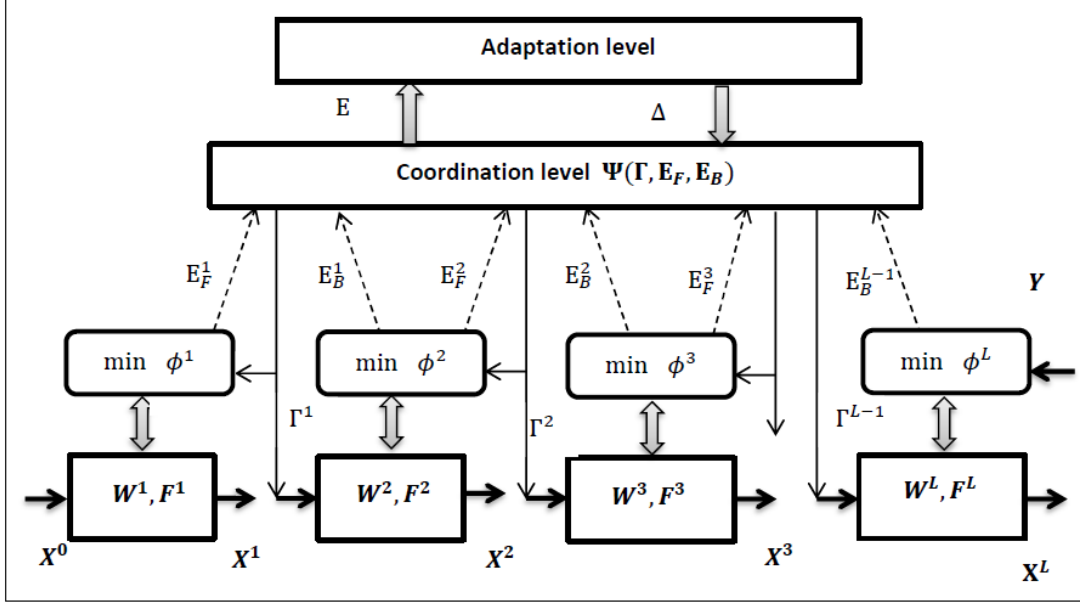 Adaptation level
E Δ
Coordination level Ψ(Γ, E_F, E_B)
E_F^1 E_B^1 E_F^2 E_B^2 E_F^3 E_B^{L−1} Y
min ϕ^1 min ϕ^2 min ϕ^3 min ϕ^L
Γ^1 Γ^2 Γ^{L−1}
W^1, F^1 W^2, F^2 W^3, F^3 W^L, F^L
X^0 X^1 X^2 X^3 X^L